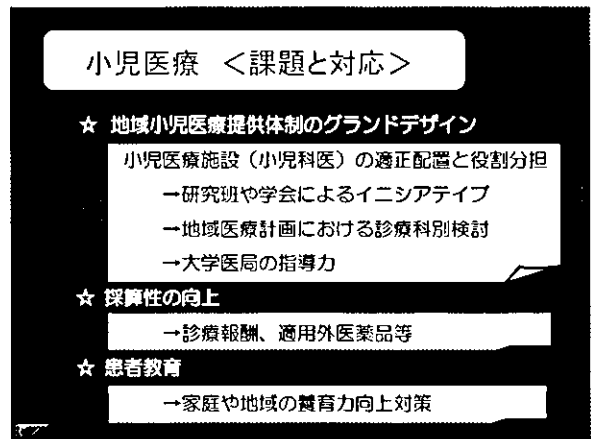 小児医療 ＜課題と対応＞
☆ 地域小児医療提供体制のグランドデザイン
小児医療施設（小児科医）の適正配置と役割分担
→研究班や学会によるイニシアテイブ
→地域医療計画における診療科別検討
→大学医局の指導力
☆ 採算性の向上
→診療報酬、適用外医薬品等
☆ 患者教育
→家庭や地域の養育力向上対策